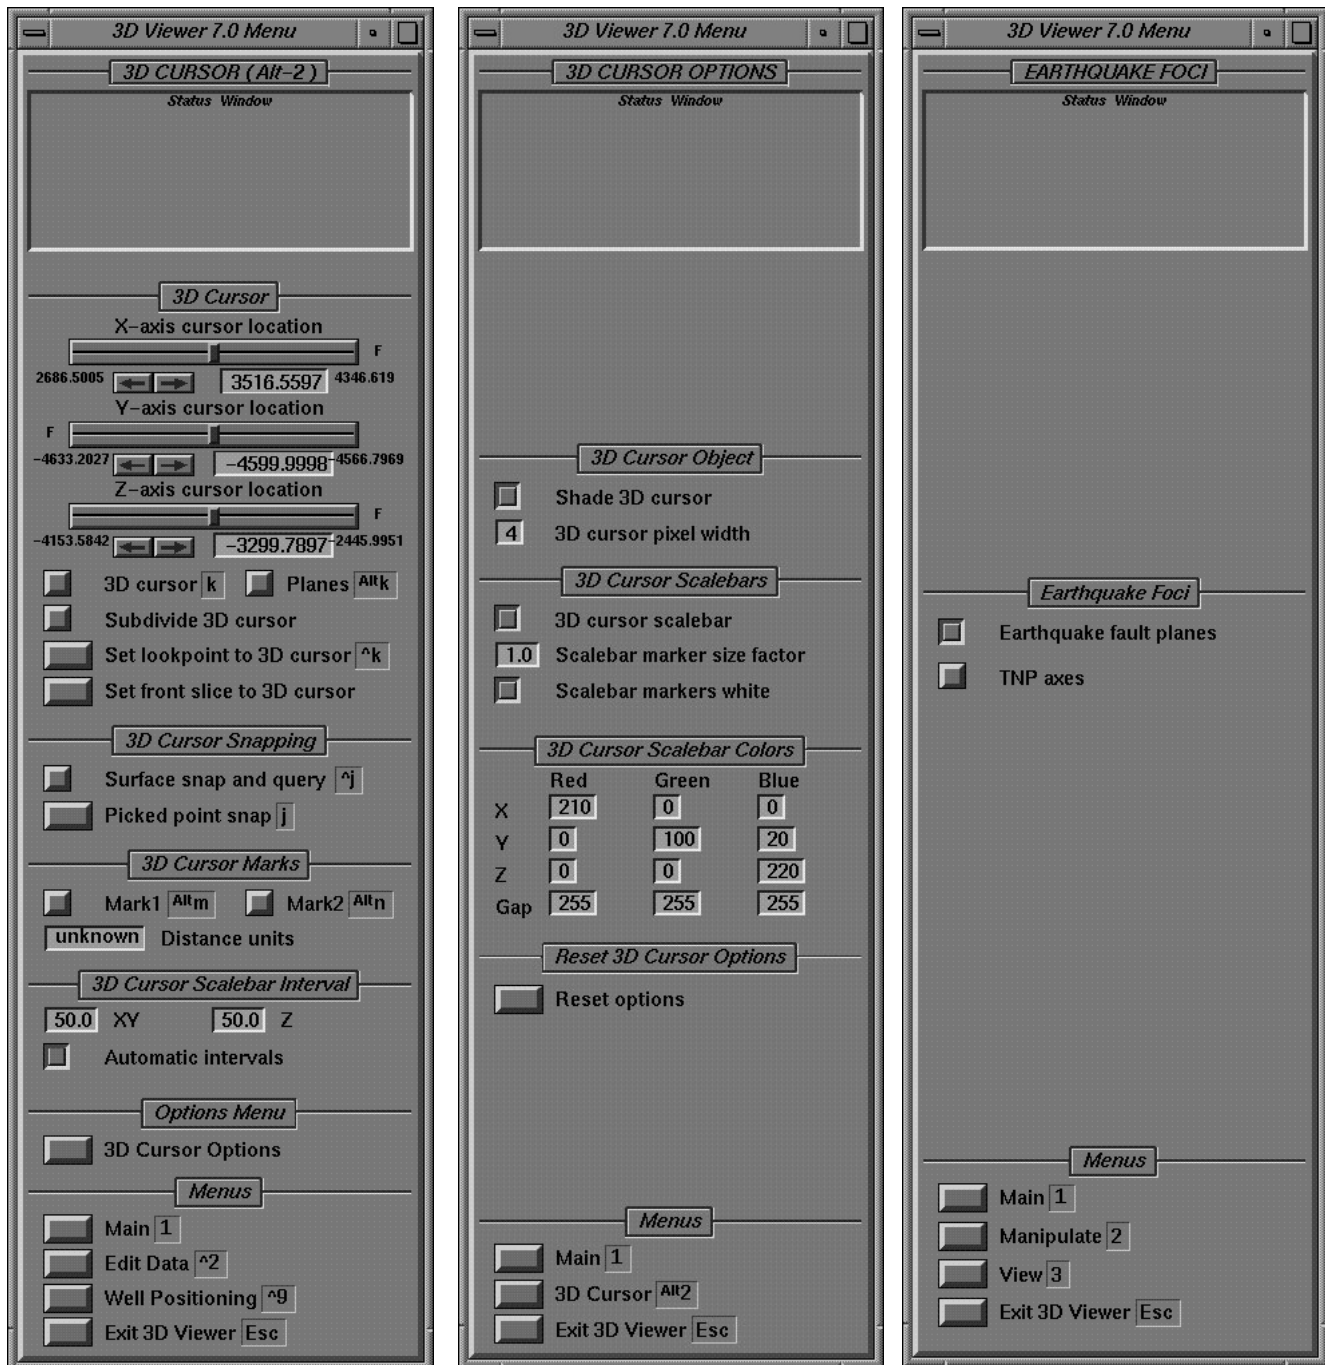 3D Viewer 7.0 Menu
3D CURSOR ( Alt-2 )
Status Window
3D Cursor
X-axis cursor location
F
2686.5005 3516.5597 4346.619
Y-axis cursor location
F
-4633.2027 -4599.9998 -4566.7969
Z-axis cursor location
F
-4153.5842 -3299.7897 -2445.9951
3D cursor k Planes Alt k
Subdivide 3D cursor
Set lookpoint to 3D cursor ^k
Set front slice to 3D cursor
3D Cursor Snapping
Surface snap and query ^j
Picked point snap j
3D Cursor Marks
Mark1 Alt m Mark2 Alt n
unknown Distance units
3D Cursor Scalebar Interval
50.0 XY 50.0 Z
Automatic intervals
Options Menu
3D Cursor Options
Menus
Main 1
Edit Data ^2
Well Positioning ^9
Exit 3D Viewer Esc
3D Viewer 7.0 Menu
3D CURSOR OPTIONS
Status Window
3D Cursor Object
Shade 3D cursor
4 3D cursor pixel width
3D Cursor Scalebars
3D cursor scalebar
1.0 Scalebar marker size factor
Scalebar markers white
3D Cursor Scalebar Colors
Red Green Blue
X 210 0 0
Y 0 100 20
Z 0 0 220
Gap 255 255 255
Reset 3D Cursor Options
Reset options
Menus
Main 1
3D Cursor Alt 2
Exit 3D Viewer Esc
3D Viewer 7.0 Menu
EARTHQUAKE FOCI
Status Window
Earthquake Foci
Earthquake fault planes
TNP axes
Menus
Main 1
Manipulate 2
View 3
Exit 3D Viewer Esc